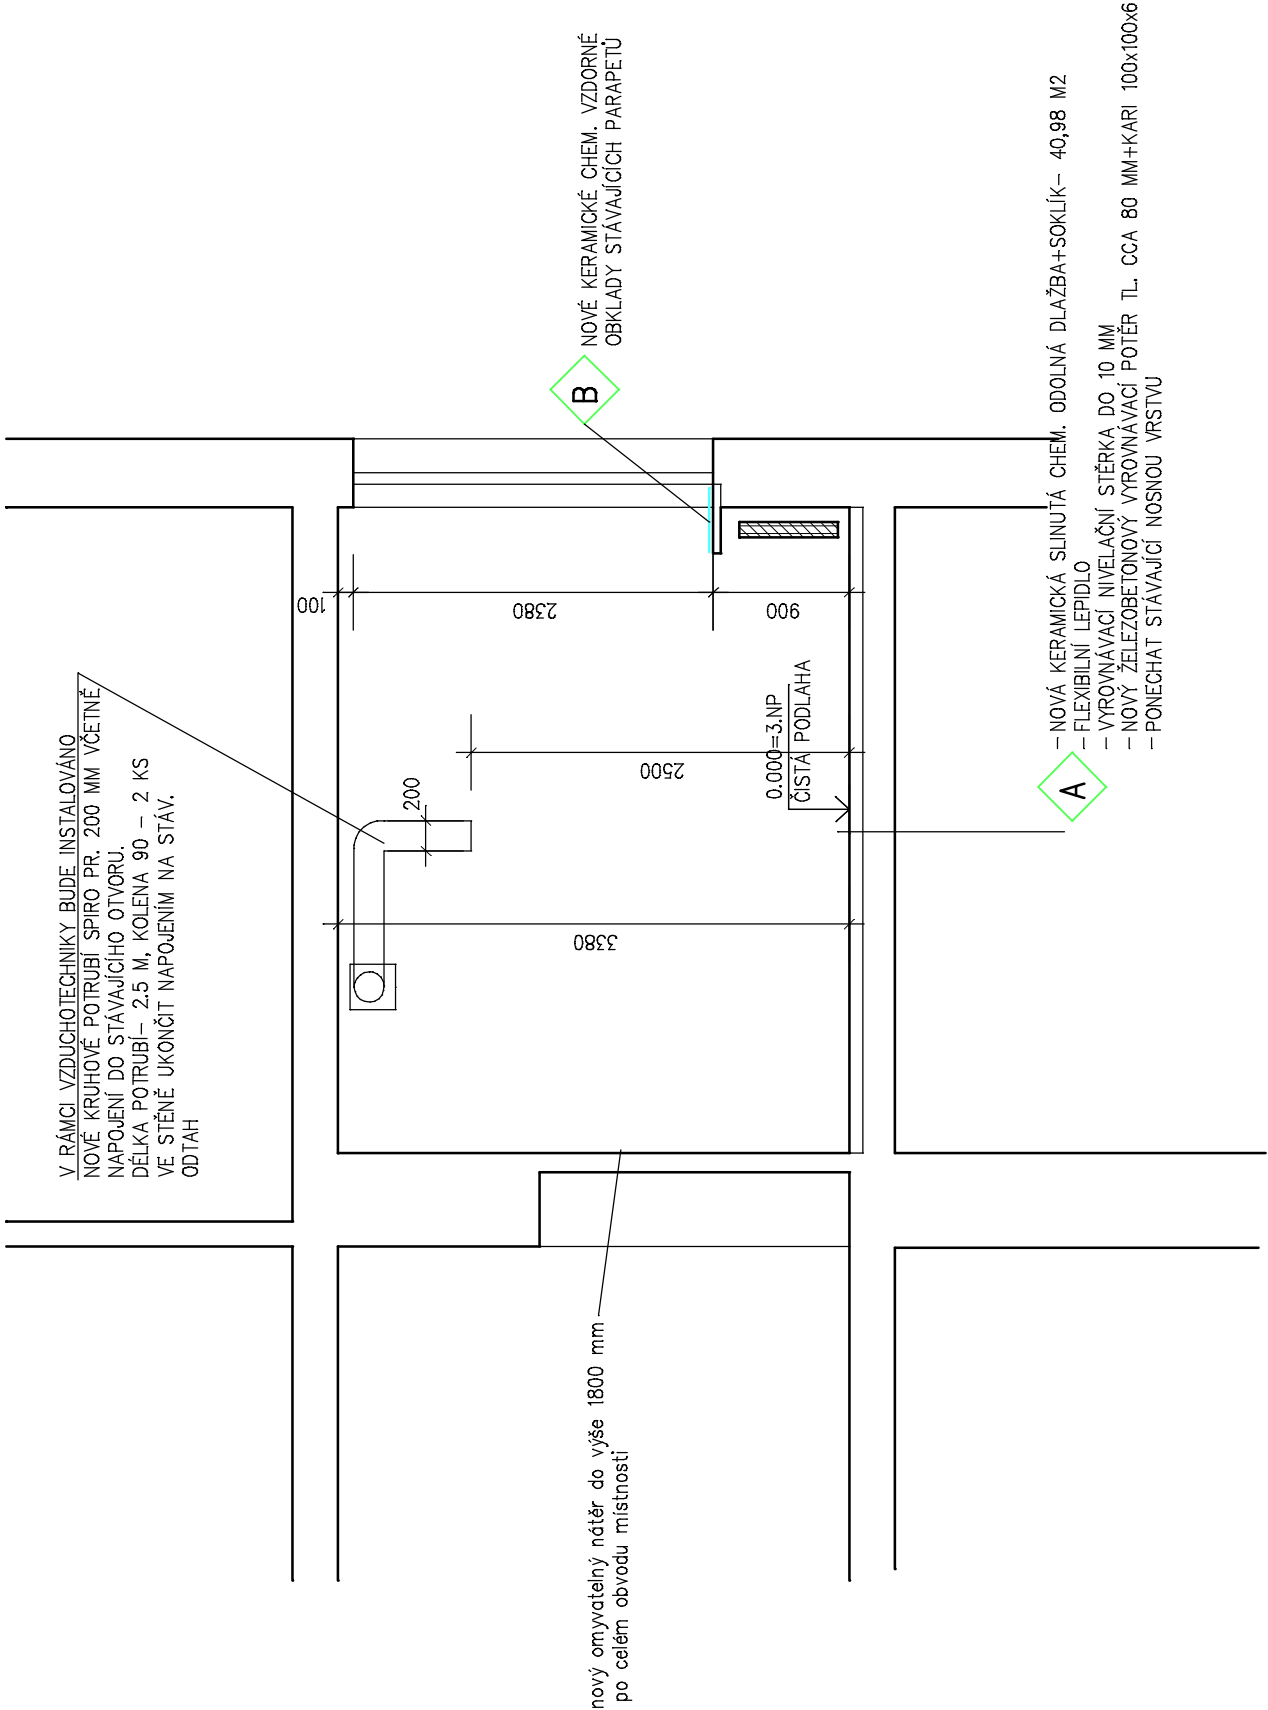 V RÁMCI VZDUCHOTECHNIKY BUDE INSTALOVÁNO
NOVÉ KRUHOVÉ POTRUBÍ SPIRO PR. 200 MM VČETNĚ
NAPOJENÍ DO STÁVAJÍCÍHO OTVORU.
DÉLKA POTRUBÍ– 2.5 M, KOLENA 90 – 2 KS
VE STĚNĚ UKONČIT NAPOJENÍM NA STÁV.
ODTAH
NOVÉ KERAMICKÉ CHEM. VZDORNÉ
OBKLADY STÁVAJÍCÍCH PARAPETŮ
B
100
2380
900
200
2500
3380
0.000=3.NP
ČISTÁ PODLAHA
nový omyvatelný nátěr do výše 1800 mm
po celém obvodu místnosti
A
– NOVÁ KERAMICKÁ SLINUTÁ CHEM. ODOLNÁ DLAŽBA+SOKLÍK– 40,98 M2
– FLEXIBILNÍ LEPIDLO
– VYROVNÁVACÍ NIVELAČNÍ STĚRKA DO 10 MM
– NOVÝ ŽELEZOBETONOVÝ VYROVNÁVACÍ POTĚR TL. CCA 80 MM+KARI 100x100x6
– PONECHAT STÁVAJÍCÍ NOSNOU VRSTVU